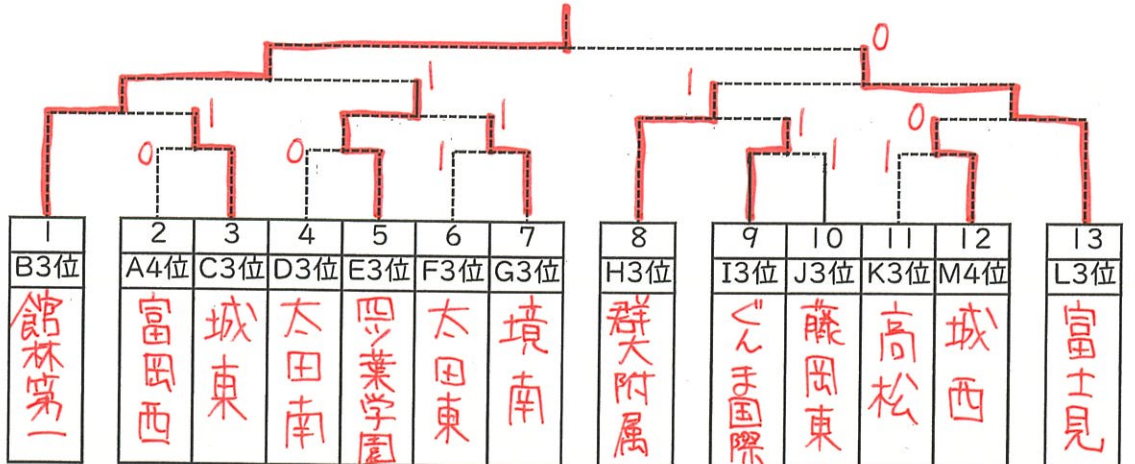 0
1 1
1 0
0 0 1 1 1 1 1
1 2 3 4 5 6 7 8 9 10 11 12 13
B3位 A4位 C3位 D3位 E3位 F3位 G3位 H3位 I3位 J3位 K3位 M4位 L3位
館林第一 富岡西 城東 太田南 四ツ葉学園 太田東 境南 群大附属 ぐんま国際 藤岡東 高松 城西 富士見